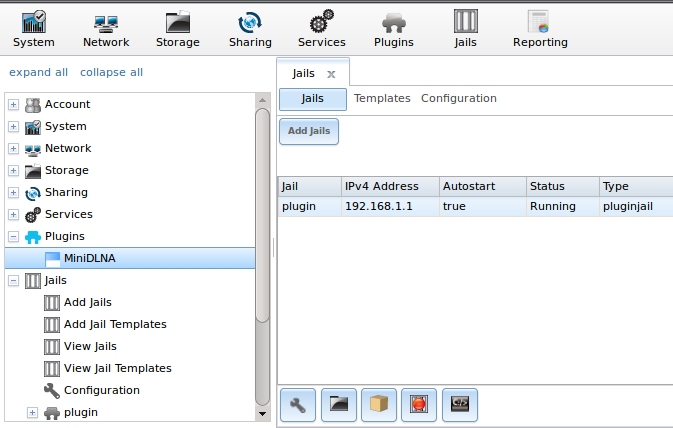 System Network Storage Sharing Services Plugins Jails Reporting
expand all collapse all
Account
System
Network
Storage
Sharing
Services
Plugins
MiniDLNA
Jails
Add Jails
Add Jail Templates
View Jails
View Jail Templates
Configuration
plugin
Jails x
Jails Templates Configuration
Add Jails
Jail IPv4 Address Autostart Status Type
plugin 192.168.1.1 true Running pluginjail